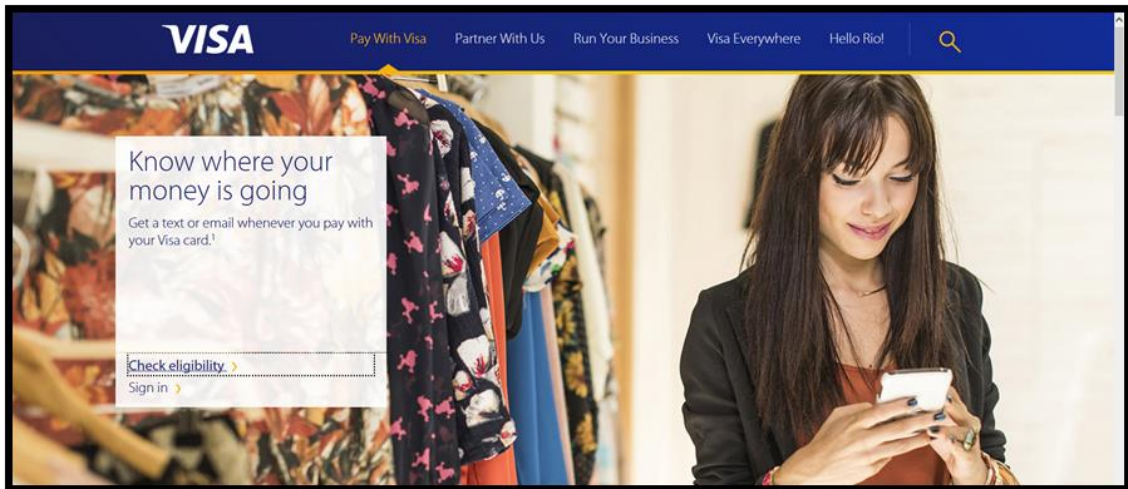 VISA
Pay With Visa Partner With Us Run Your Business Visa Everywhere Hello Rio!
Know where your
money is going
Get a text or email whenever you pay with
your Visa card.¹
Check eligibility >
Sign in >